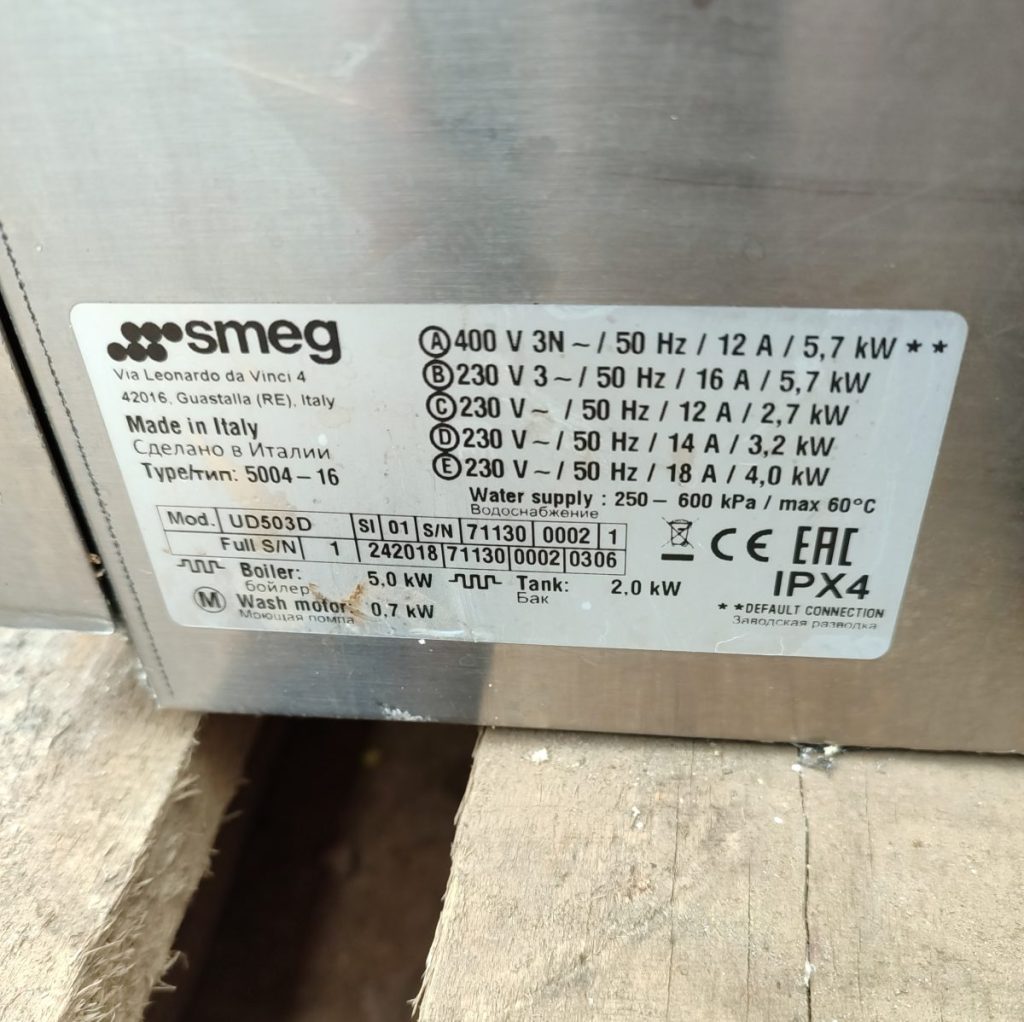 smeg
Via Leonardo da Vinci 4
42016, Guastalla (RE), Italy
Made in Italy
Сделано в Италии
Type/тип: 5004 – 16
Ⓐ 400 V 3N ~ / 50 Hz / 12 A / 5,7 kW * *
Ⓑ 230 V 3 ~ / 50 Hz / 16 A / 5,7 kW
Ⓒ 230 V ~ / 50 Hz / 12 A / 2,7 kW
Ⓓ 230 V ~ / 50 Hz / 14 A / 3,2 kW
Ⓔ 230 V ~ / 50 Hz / 18 A / 4,0 kW
Water supply : 250 – 600 kPa / max 60°C
Водоснабжение
Mod. UD503D SI 01 S/N 71130 0002 1
Full S/N 1 242018 71130 0002 0306
Boiler: 5,0 kW Tank: 2,0 kW
бойлер Бак
M Wash motor: 0,7 kW
Моющая помпа
CE EAC
IPX4
* * DEFAULT CONNECTION
Заводская разводка